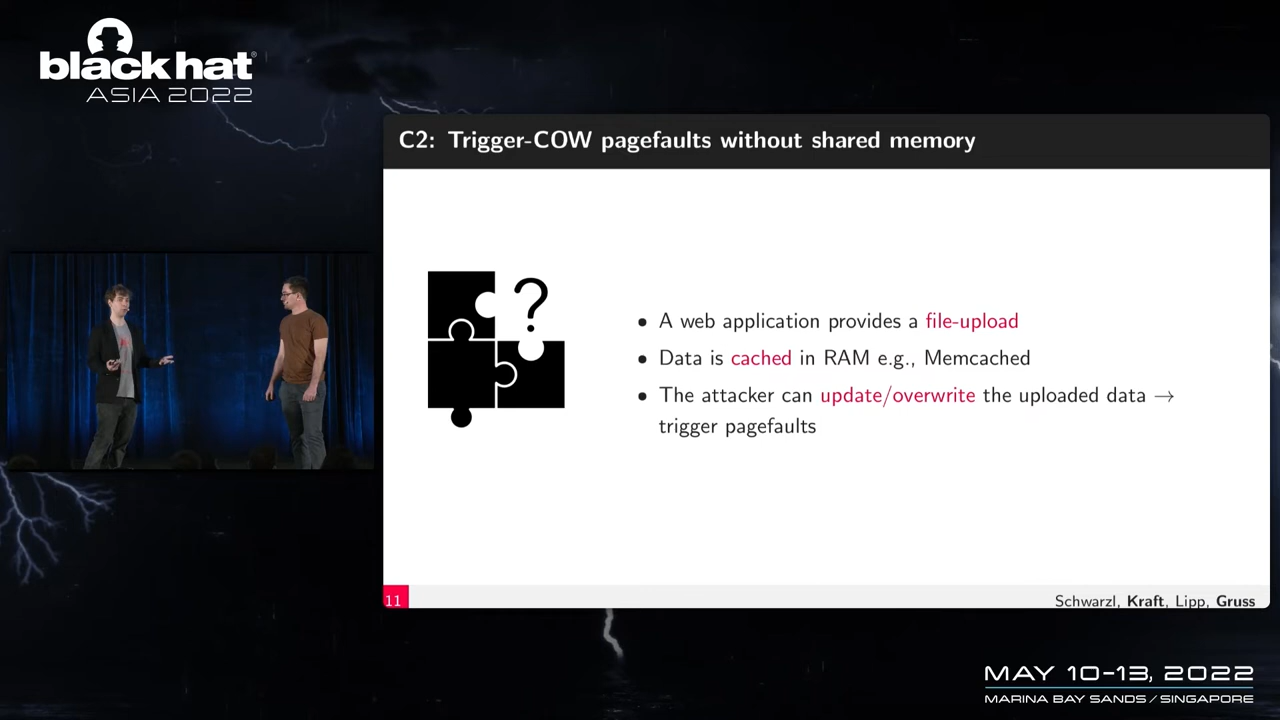 black hat®
ASIA 2022
C2: Trigger-COW pagefaults without shared memory
?
• A web application provides a file-upload
• Data is cached in RAM e.g., Memcached
• The attacker can update/overwrite the uploaded data →
trigger pagefaults
11
Schwarzl, Kraft, Lipp, Gruss
MAY 10-13, 2022
MARINA BAY SANDS / SINGAPORE